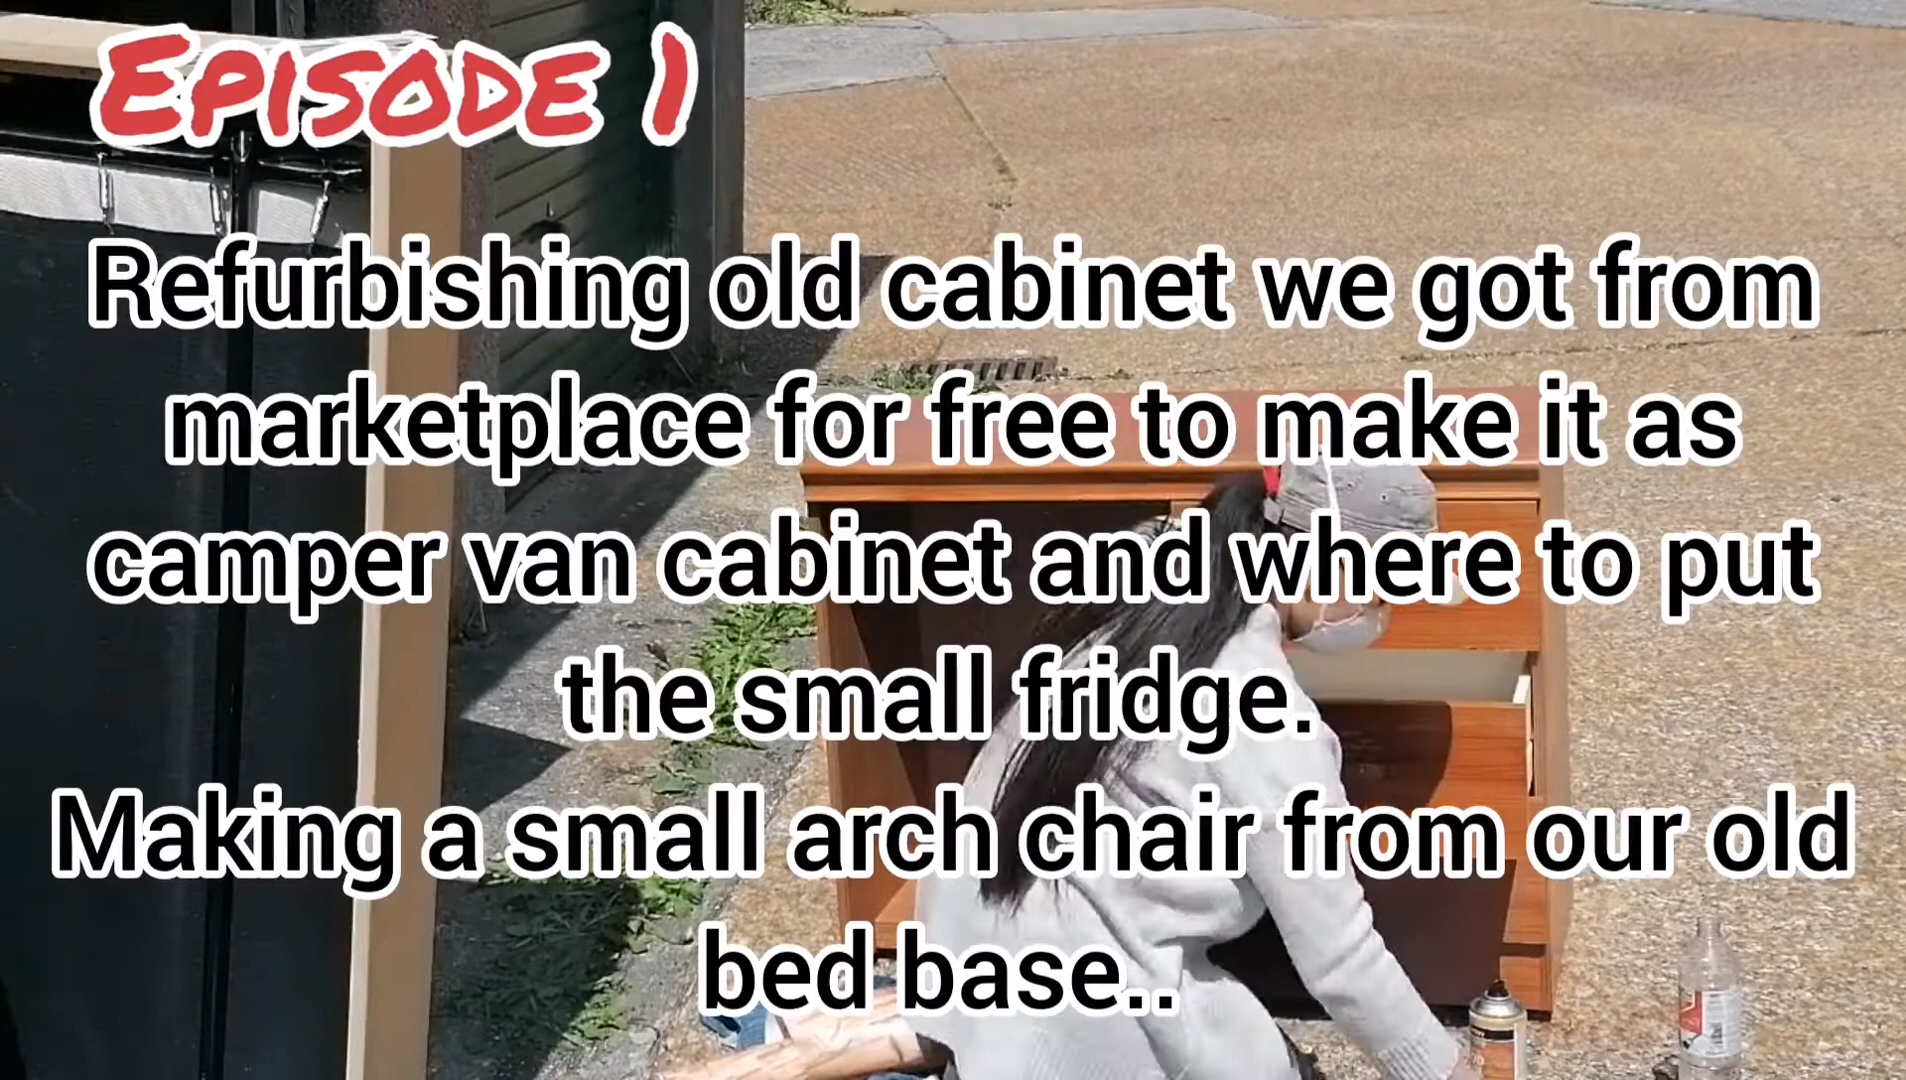 EPISODE 1
Refurbishing old cabinet we got from
marketplace for free to make it as
camper van cabinet and where to put
the small fridge.
Making a small arch chair from our old
bed base..